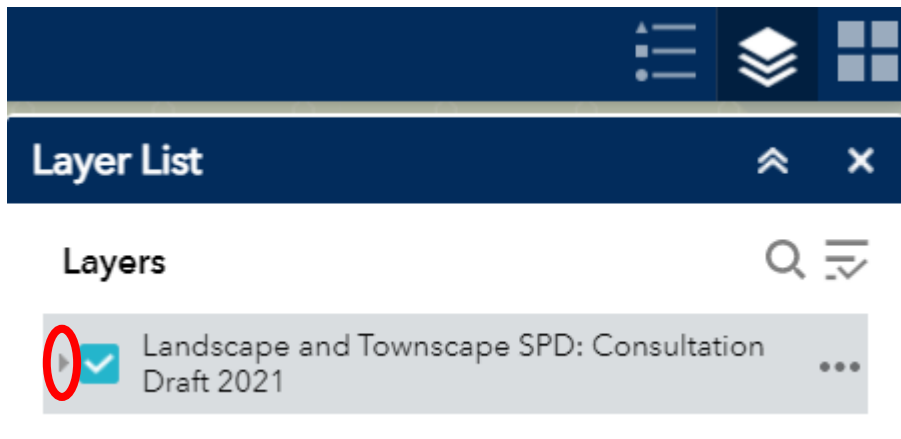 Layer List
Layers
Landscape and Townscape SPD: Consultation
Draft 2021